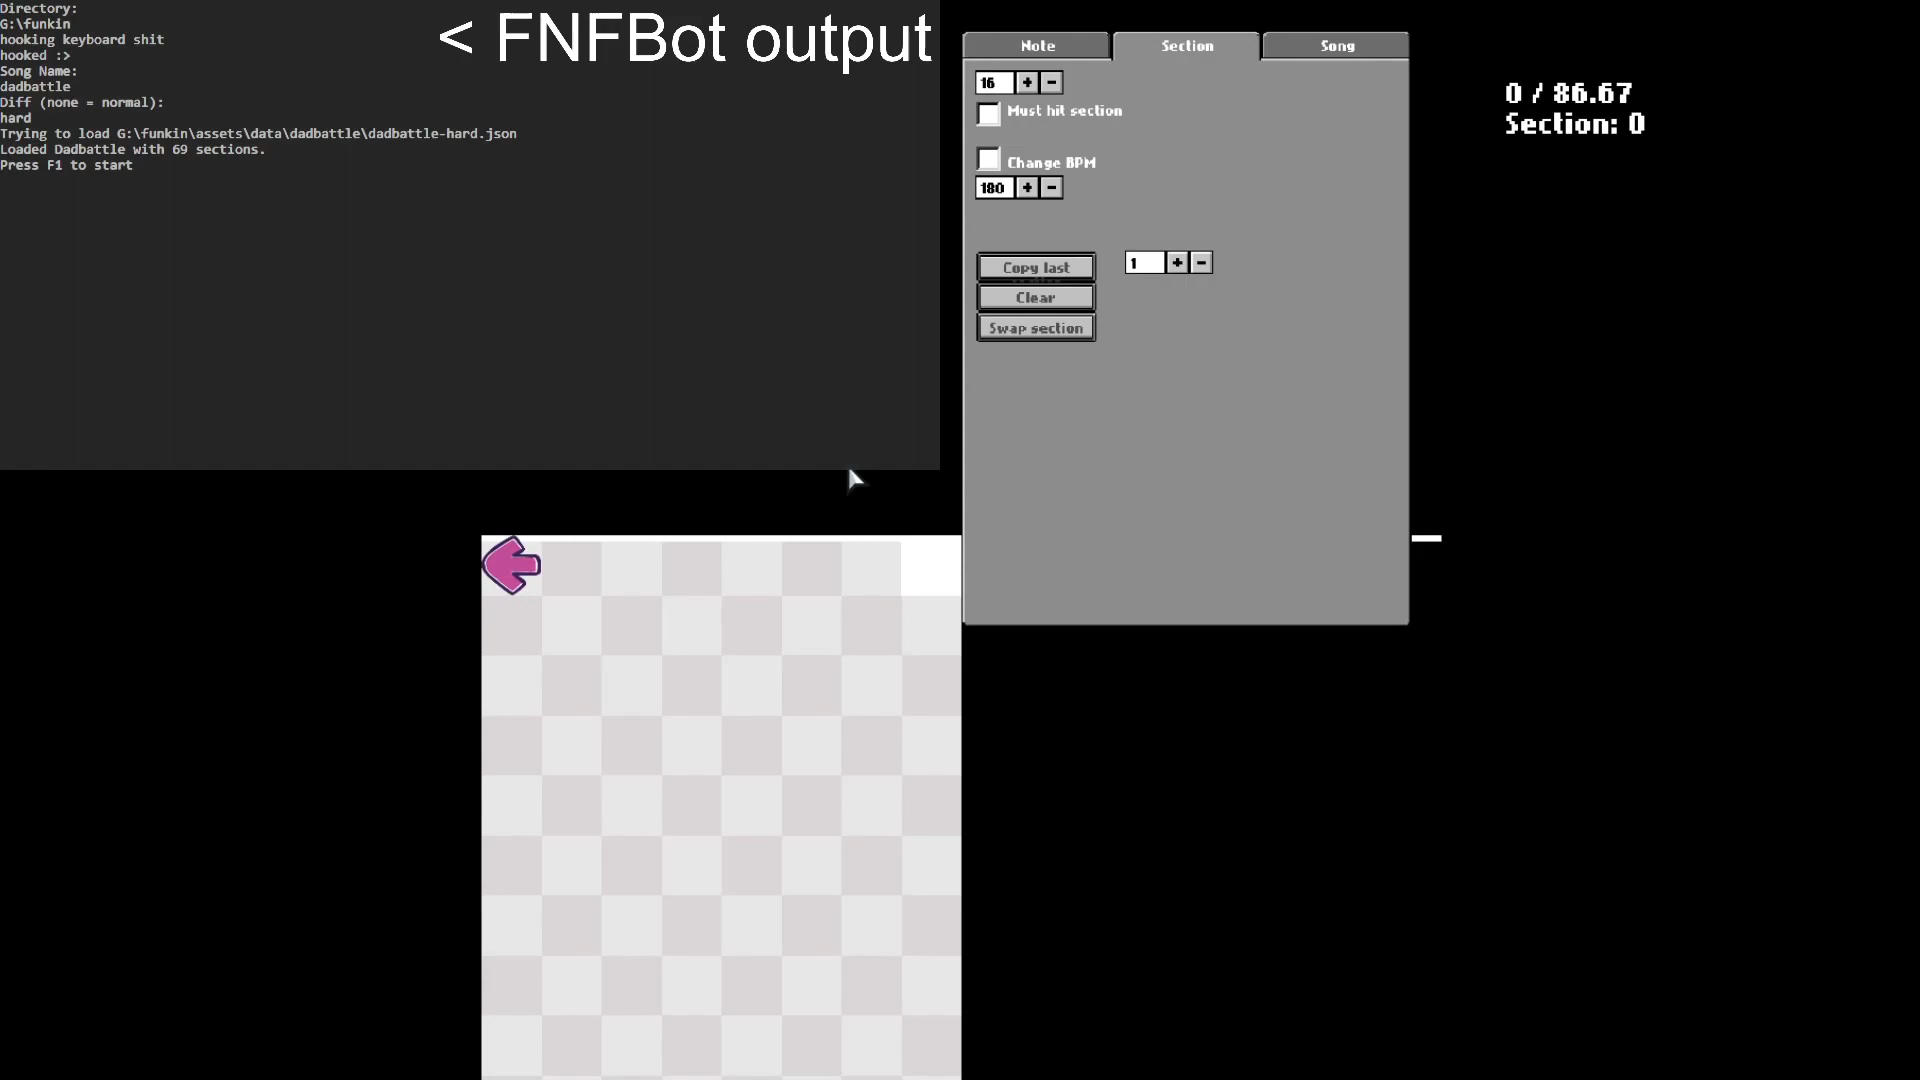 Directory:
G:\funkin
hooking keyboard shit
hooked :>
Song Name:
dadbattle
Diff (none = normal):
hard
Trying to load G:\funkin\assets\data\dadbattle\dadbattle-hard.json
Loaded Dadbattle with 69 sections.
Press F1 to start
< FNFBot output
Note Section Song
16 + -
Must hit section
Change BPM
180 + -
Copy last
1 + -
Clear
Swap section
0 / 86.67
Section: 0